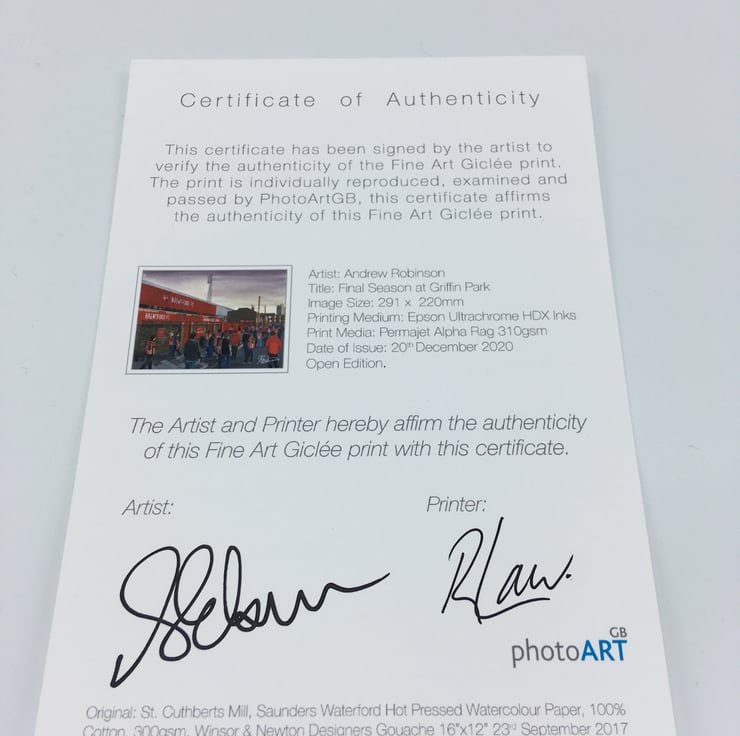 Certificate of Authenticity
This certificate has been signed by the artist to
verify the authenticity of the Fine Art Giclée print.
The print is individually reproduced, examined and
passed by PhotoArtGB, this certificate affirms
the authenticity of this Fine Art Giclée print.
BRENTFORD FC
Artist: Andrew Robinson
Title: Final Season at Griffin Park
Image Size: 291 x 220mm
Printing Medium: Epson Ultrachrome HDX Inks
Print Media: Permajet Alpha Rag 310gsm
Date of Issue: 20th December 2020
Open Edition.
The Artist and Printer hereby affirm the authenticity
of this Fine Art Giclée print with this certificate.
Artist:
Printer:
R Law.
photoART GB
Original: St. Cuthberts Mill, Saunders Waterford Hot Pressed Watercolour Paper, 100%
Cotton, 300gsm, Winsor & Newton Designers Gouache 16"x12" 23rd September 2017